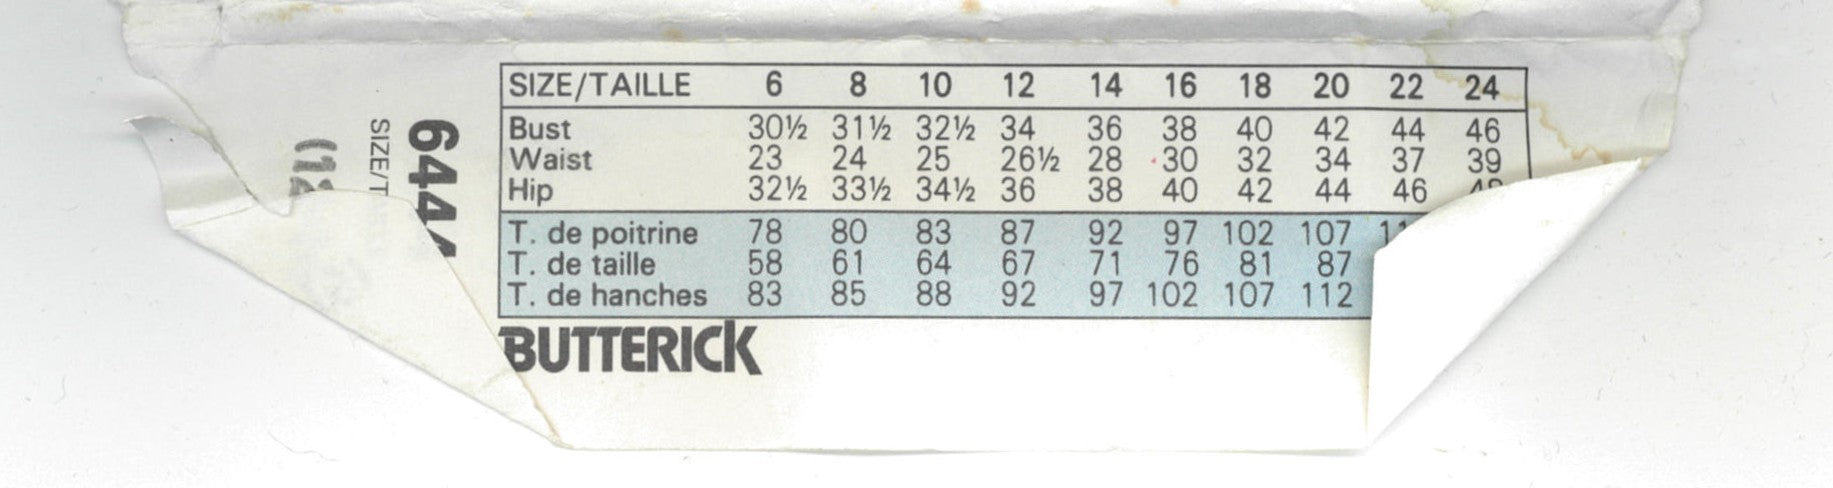 SIZE/TAILLE 6 8 10 12 14 16 18 20 22 24
Bust 30½ 31½ 32½ 34 36 38 40 42 44 46
Waist 23 24 25 26½ 28 30 32 34 37 39
Hip 32½ 33½ 34½ 36 38 40 42 44 46
T. de poitrine 78 80 83 87 92 97 102 107
T. de taille 58 61 64 67 71 76 81 87
T. de hanches 83 85 88 92 97 102 107 112
BUTTERICK
6444
SIZE/T